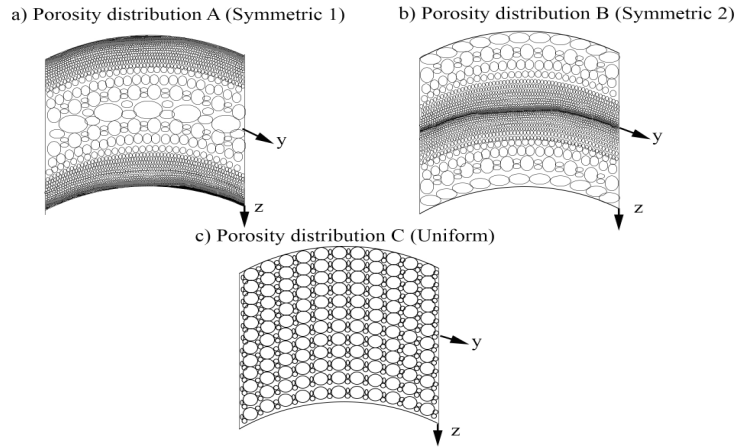 a) Porosity distribution A (Symmetric 1)
b) Porosity distribution B (Symmetric 2)
y
z
y
z
c) Porosity distribution C (Uniform)
y
z